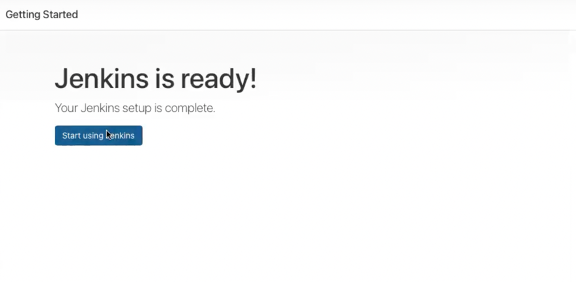 Getting Started
Jenkins is ready!
Your Jenkins setup is complete.
Start using Jenkins